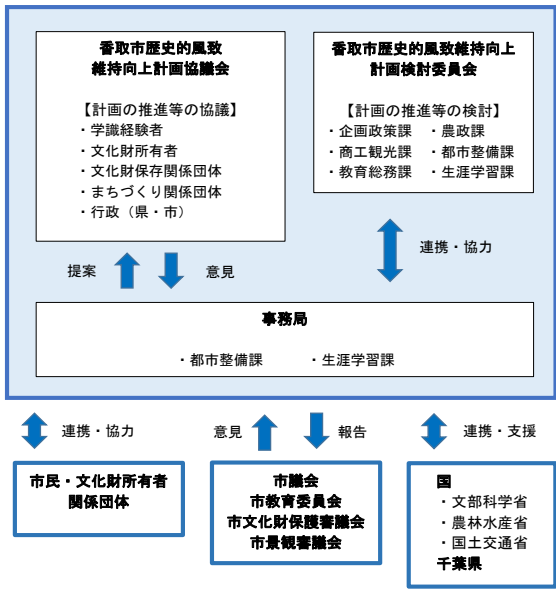 香取市歴史的風致
維持向上計画協議会
【計画の推進等の協議】
・学識経験者
・文化財所有者
・文化財保存関係団体
・まちづくり関係団体
・行政（県・市）
香取市歴史的風致維持向上
計画検討委員会
【計画の推進等の検討】
・企画政策課 ・農政課
・商工観光課 ・都市整備課
・教育総務課 ・生涯学習課
提案 意見
連携・協力
事務局
・都市整備課 ・生涯学習課
連携・協力
意見 報告
連携・支援
市民・文化財所有者
関係団体
市議会
市教育委員会
市文化財保護審議会
市景観審議会
国
・文部科学省
・農林水産省
・国土交通省
千葉県